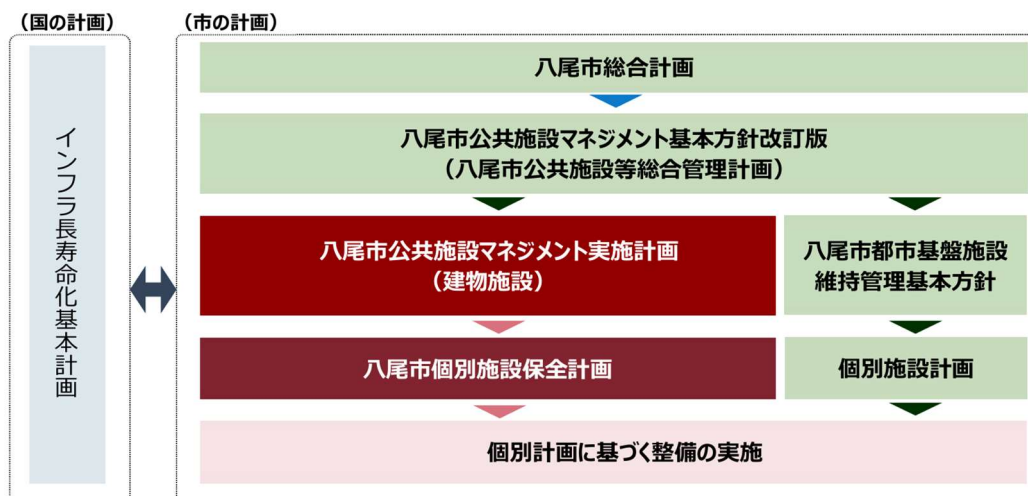 （国の計画）
（市の計画）
インフラ長寿命化基本計画
八尾市総合計画
八尾市公共施設マネジメント基本方針改訂版
（八尾市公共施設等総合管理計画）
八尾市公共施設マネジメント実施計画
（建物施設）
八尾市都市基盤施設
維持管理基本方針
八尾市個別施設保全計画
個別施設計画
個別計画に基づく整備の実施